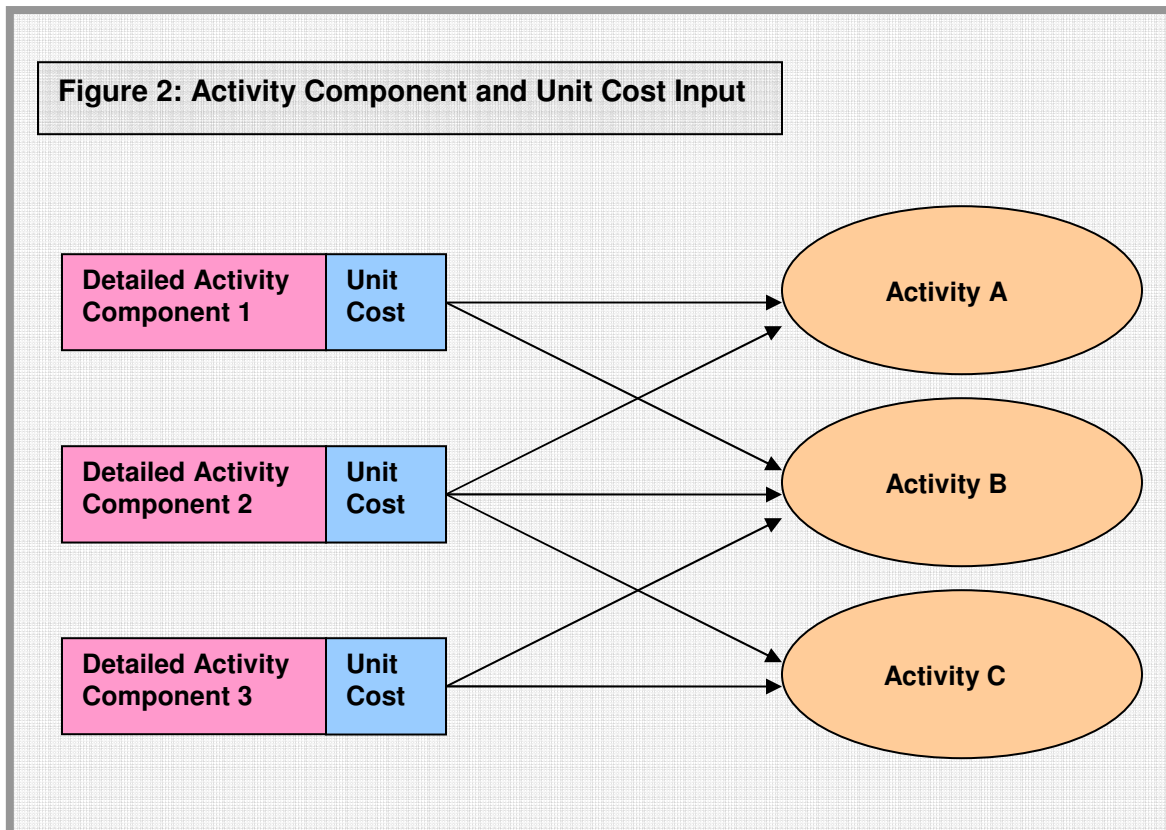 Figure 2: Activity Component and Unit Cost Input
Detailed Activity
Component 1
Unit
Cost
Activity A
Detailed Activity
Component 2
Unit
Cost
Activity B
Detailed Activity
Component 3
Unit
Cost
Activity C